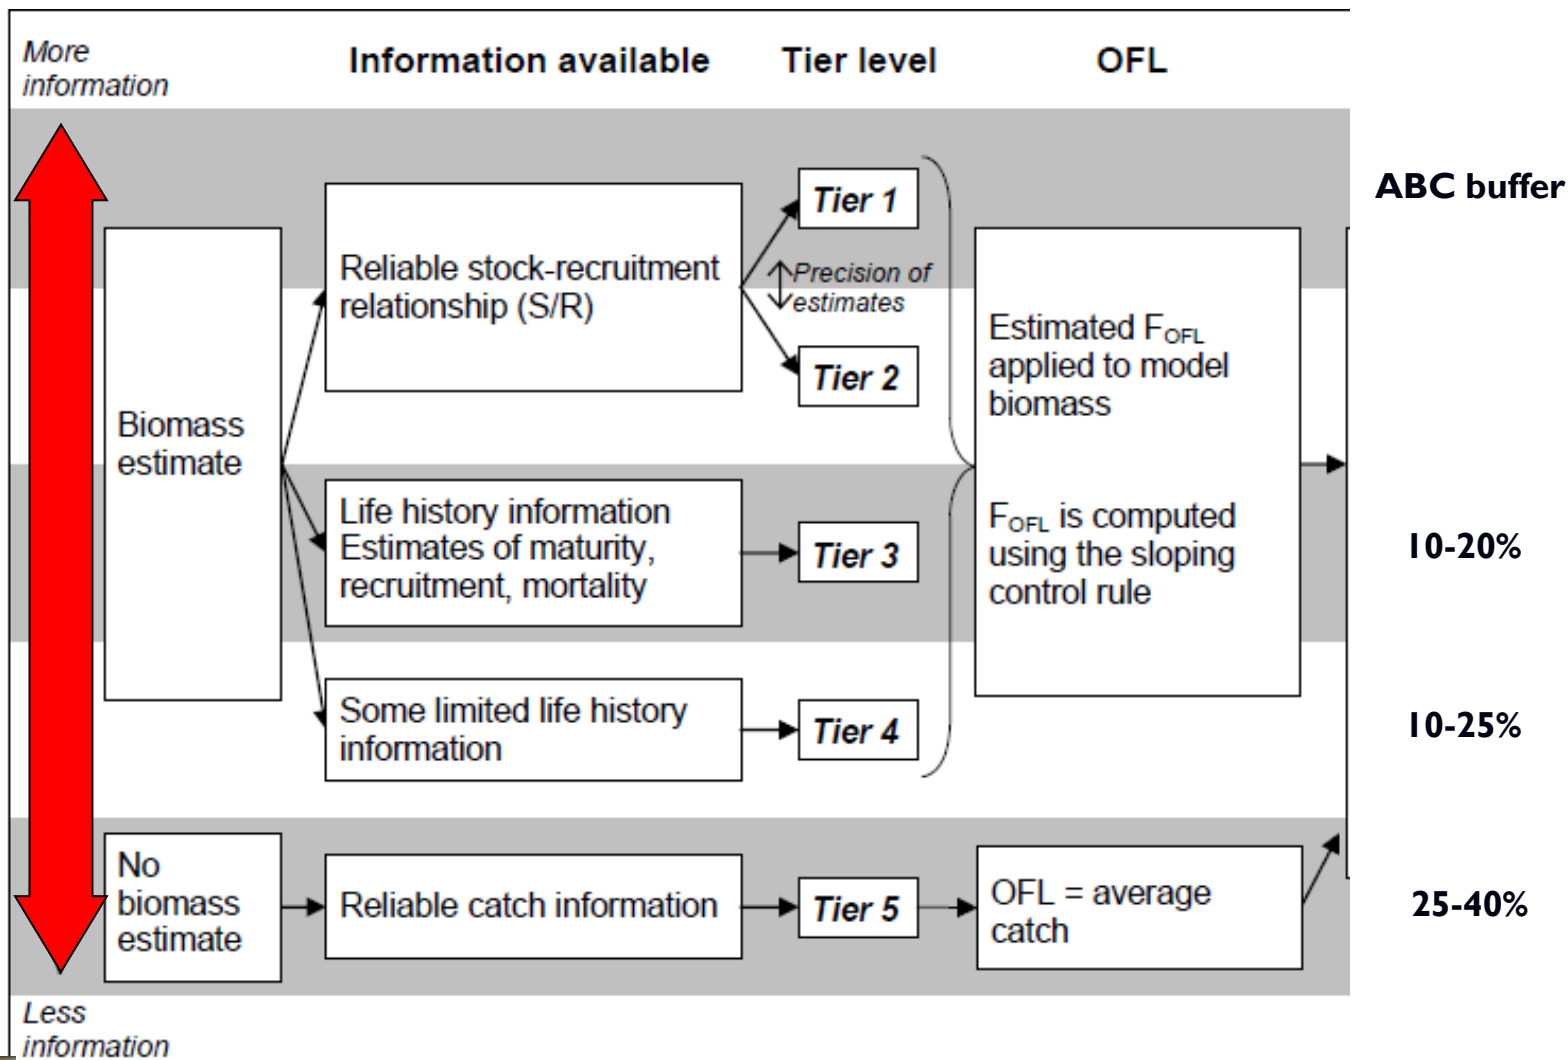 More
information
Information available
Tier level
OFL
ABC buffer
Biomass
estimate
Reliable stock-recruitment
relationship (S/R)
Tier 1
Precision of
estimates
Tier 2
Estimated FOFL
applied to model
biomass
FOFL is computed
using the sloping
control rule
Life history information
Estimates of maturity,
recruitment, mortality
Tier 3
10-20%
Some limited life history
information
Tier 4
10-25%
No
biomass
estimate
Reliable catch information
Tier 5
OFL = average
catch
25-40%
Less
information